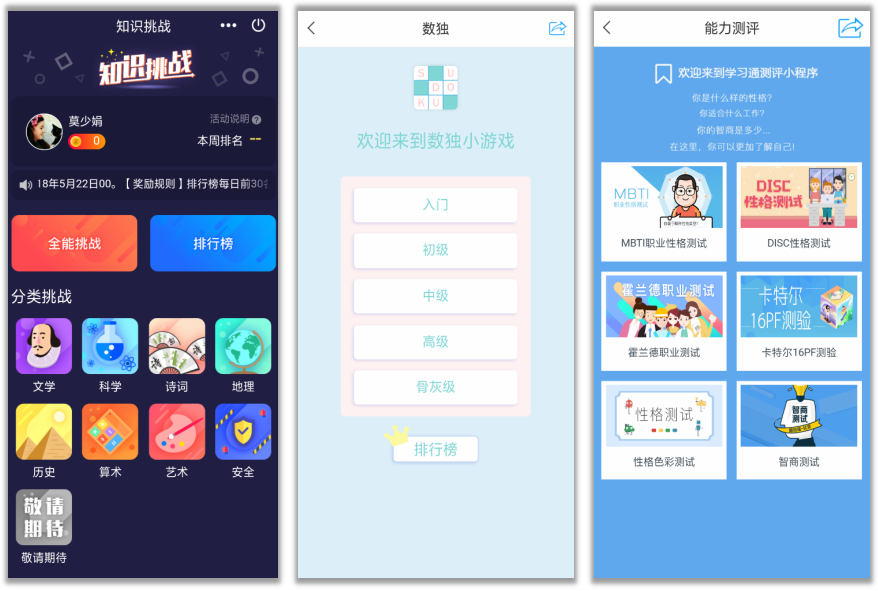 知识挑战
知识挑战
莫少娟
0
活动说明
本周排名 --
18年5月22日00。【奖励规则】排行榜每日前30
全能挑战
排行榜
分类挑战
文学
科学
诗词
地理
历史
算术
艺术
安全
敬请
期待
敬请期待
数独
S U
D O
K U
欢迎来到数独小游戏
入门
初级
中级
高级
骨灰级
排行榜
能力测评
欢迎来到学习通测评小程序
你是什么样的性格?
你适合什么工作?
你的智商是多少...
在这里，你可以更加了解自己!
MBTI
职业性格测试
MBTI职业性格测试
DISC
性格测试
DISC性格测试
霍兰德职业测试
霍兰德职业测试
卡特尔
16PF测验
卡特尔16PF测验
性格测试
性格色彩测试
智商
测试
智商测试